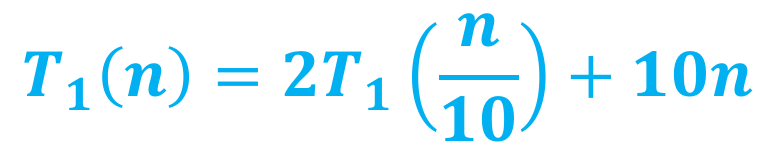 T₁(n) = 2T₁(n/10) + 10n